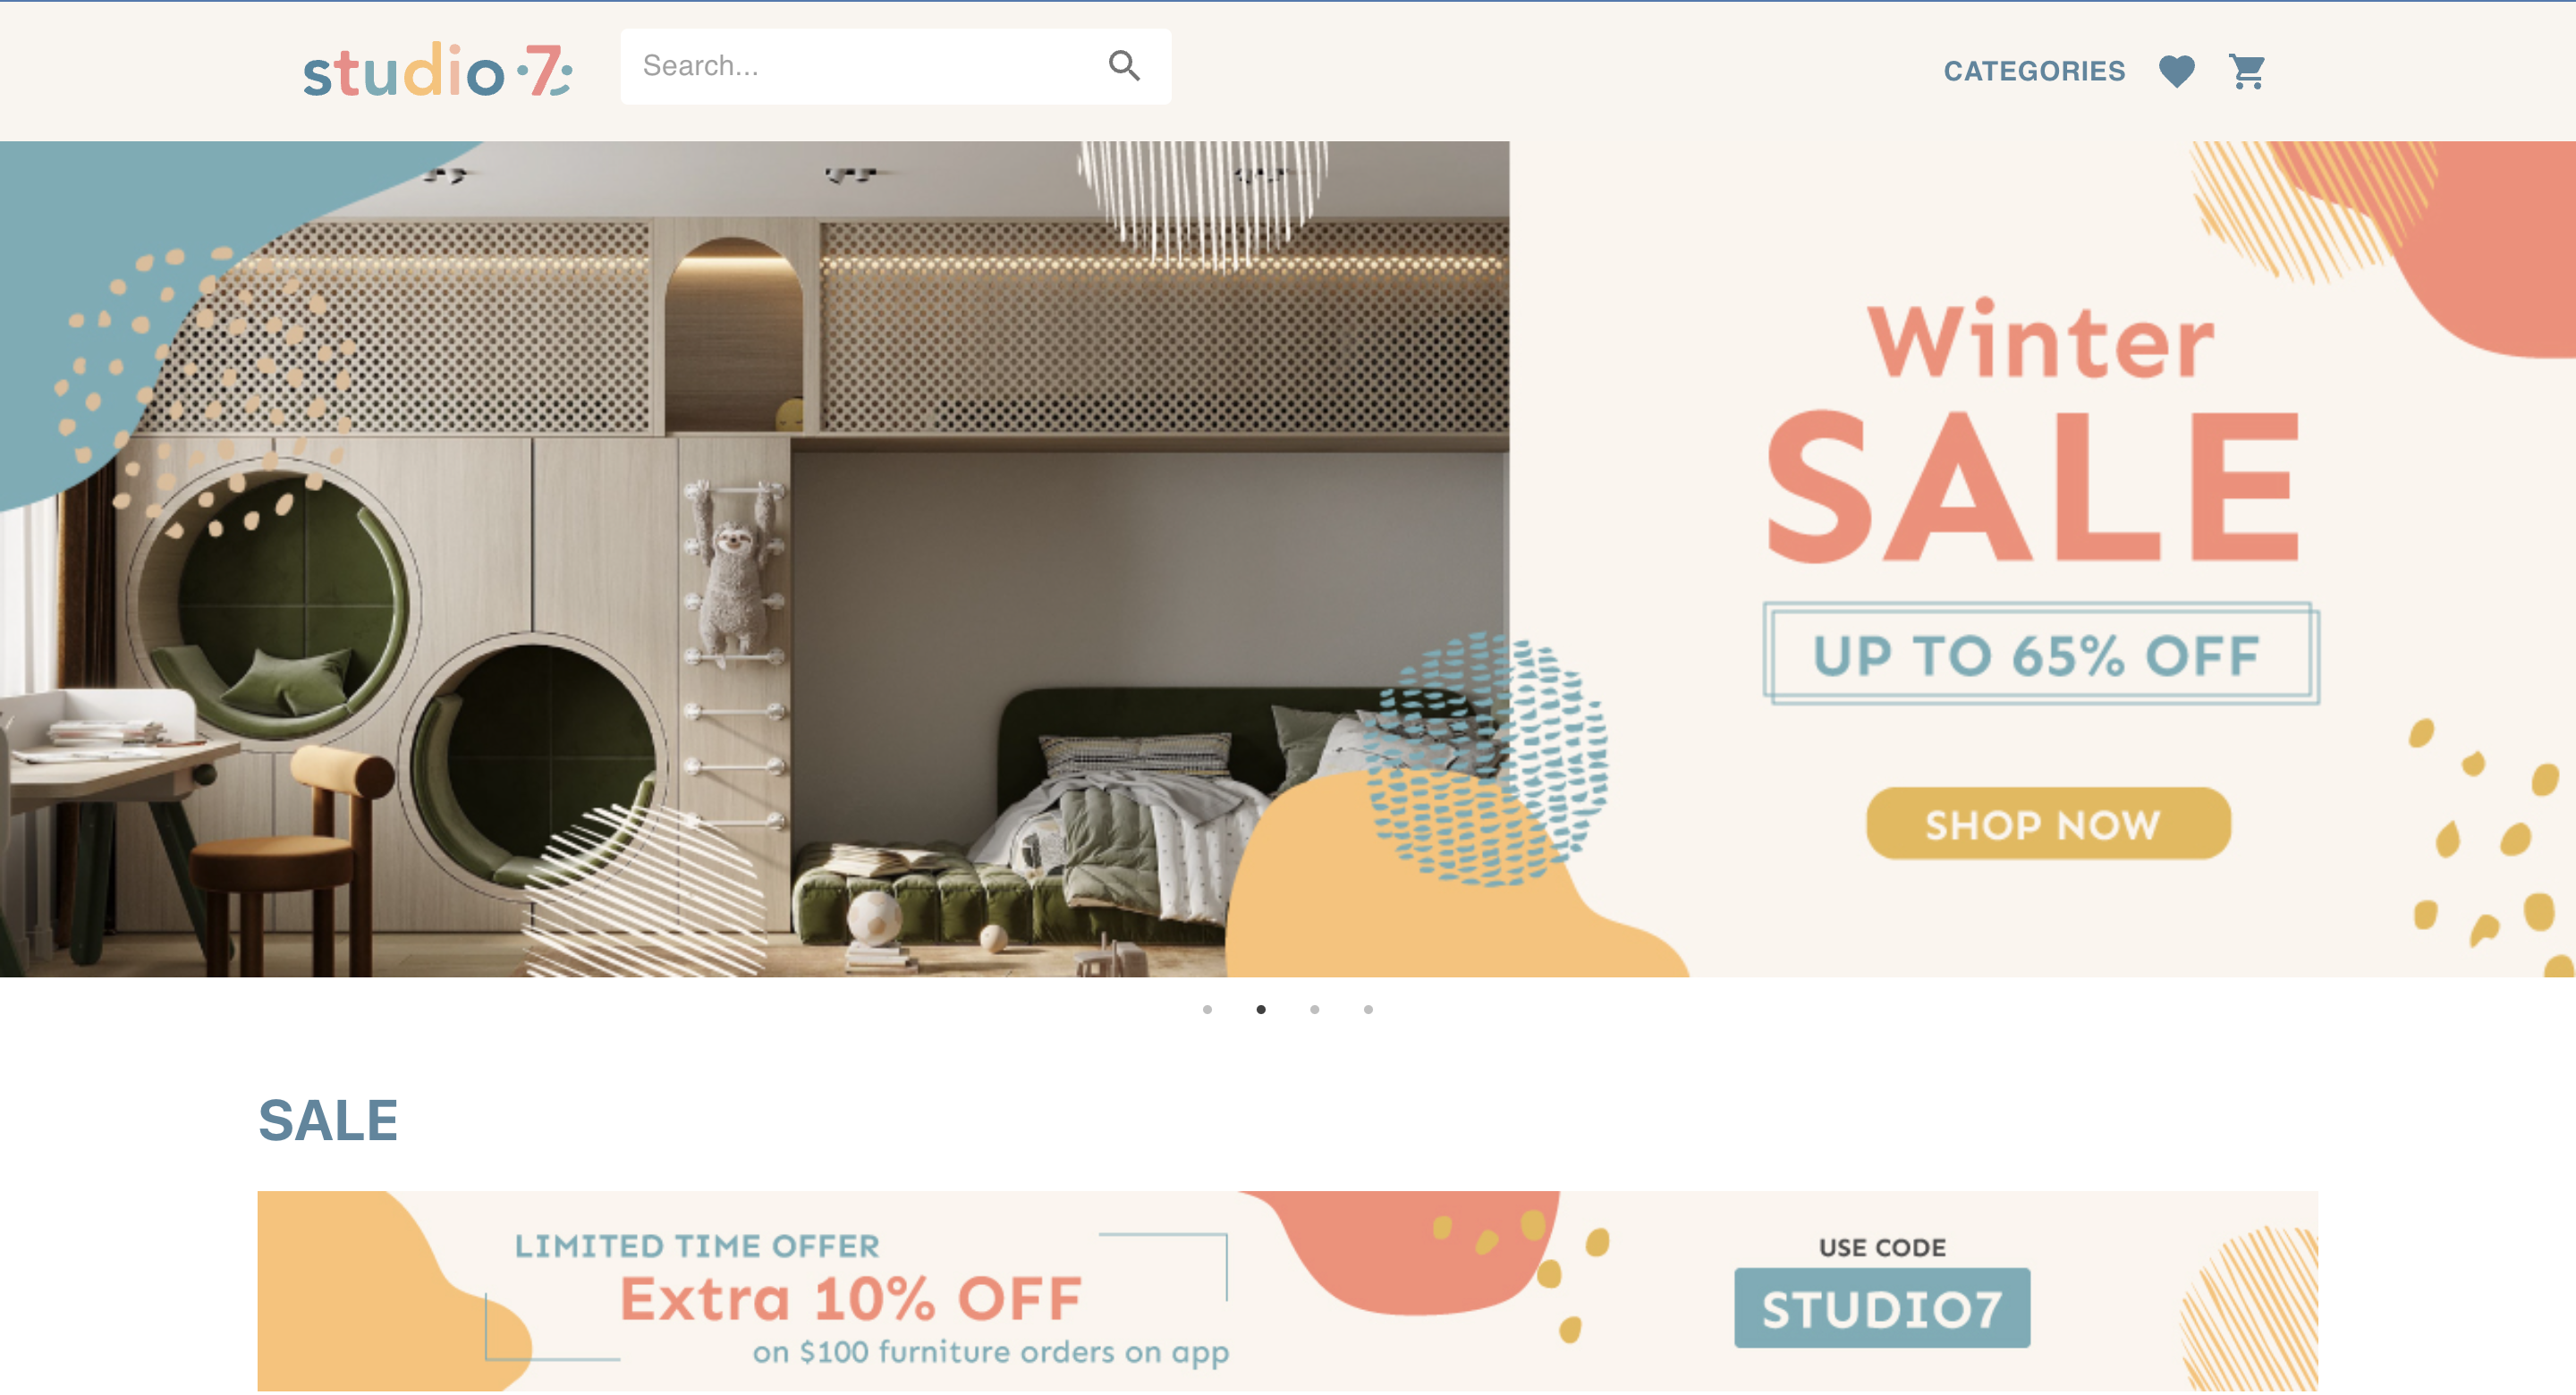 studio 7
Search...
CATEGORIES
Winter
SALE
UP TO 65% OFF
SHOP NOW
SALE
LIMITED TIME OFFER
Extra 10% OFF
on $100 furniture orders on app
USE CODE
STUDIO7